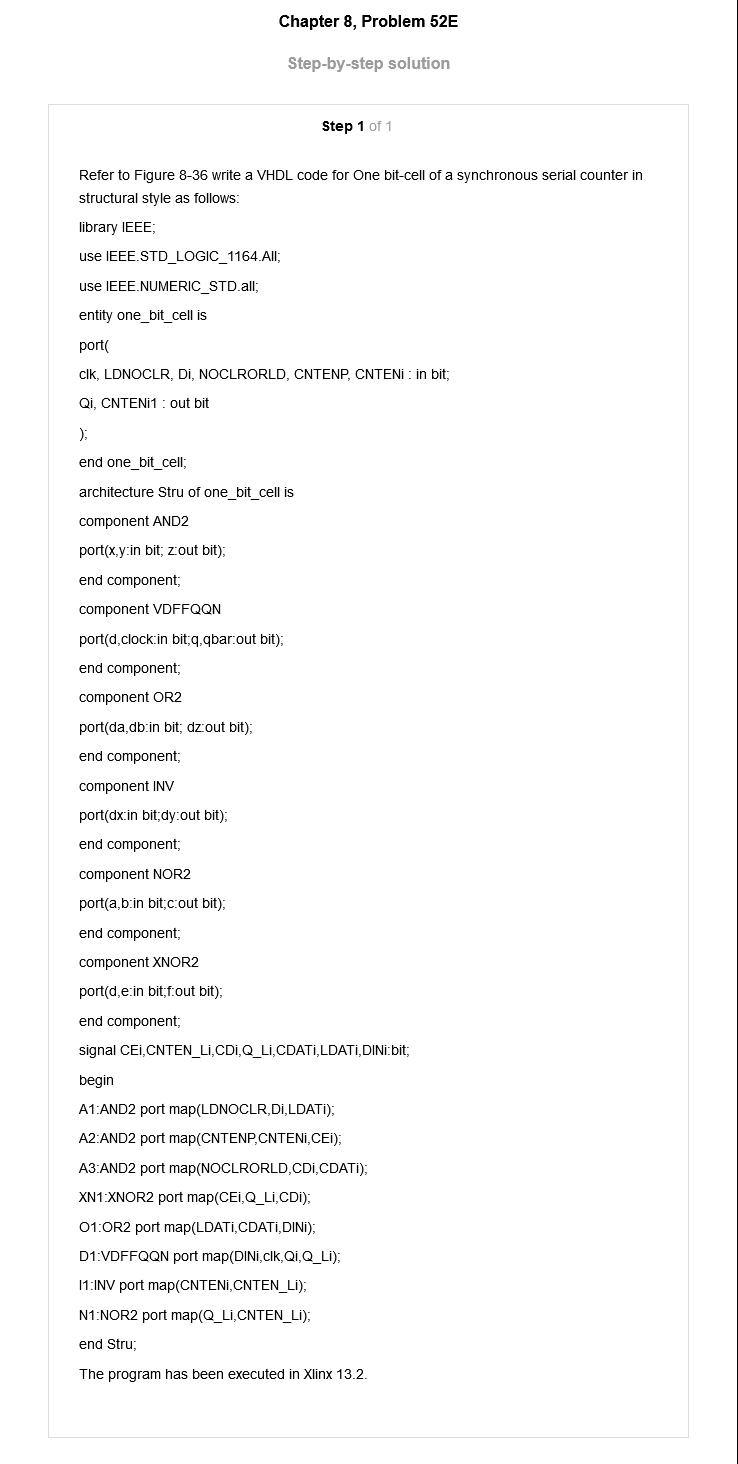 Chapter 8, Problem 52E
Step-by-step solution
Step 1 of 1
Refer to Figure 8-36 write a VHDL code for One bit-cell of a synchronous serial counter in
structural style as follows:
library IEEE;
use IEEE.STD_LOGIC_1164.All;
use IEEE.NUMERIC_STD.all;
entity one_bit_cell is
port(
clk, LDNOCLR, Di, NOCLRORLD, CNTENP, CNTENi : in bit;
Qi, CNTENi1 : out bit
);
end one_bit_cell;
architecture Stru of one_bit_cell is
component AND2
port(x,y:in bit; z:out bit);
end component;
component VDFFQQN
port(d,clock:in bit;q,qbar:out bit);
end component;
component OR2
port(da,db:in bit; dz:out bit);
end component;
component INV
port(dx:in bit;dy:out bit);
end component;
component NOR2
port(a,b:in bit;c:out bit);
end component;
component XNOR2
port(d,e:in bit;f:out bit);
end component;
signal CEi,CNTEN_Li,CDi,Q_Li,CDATi,LDATi,DINi:bit;
begin
A1:AND2 port map(LDNOCLR,Di,LDATi);
A2:AND2 port map(CNTENP,CNTENi,CEi);
A3:AND2 port map(NOCLRORLD,CDi,CDATi);
XN1:XNOR2 port map(CEi,Q_Li,CDi);
O1:OR2 port map(LDATi,CDATi,DINi);
D1:VDFFQQN port map(DINi,clk,Qi,Q_Li);
I1:INV port map(CNTENi,CNTEN_Li);
N1:NOR2 port map(Q_Li,CNTEN_Li);
end Stru;
The program has been executed in Xlinx 13.2.